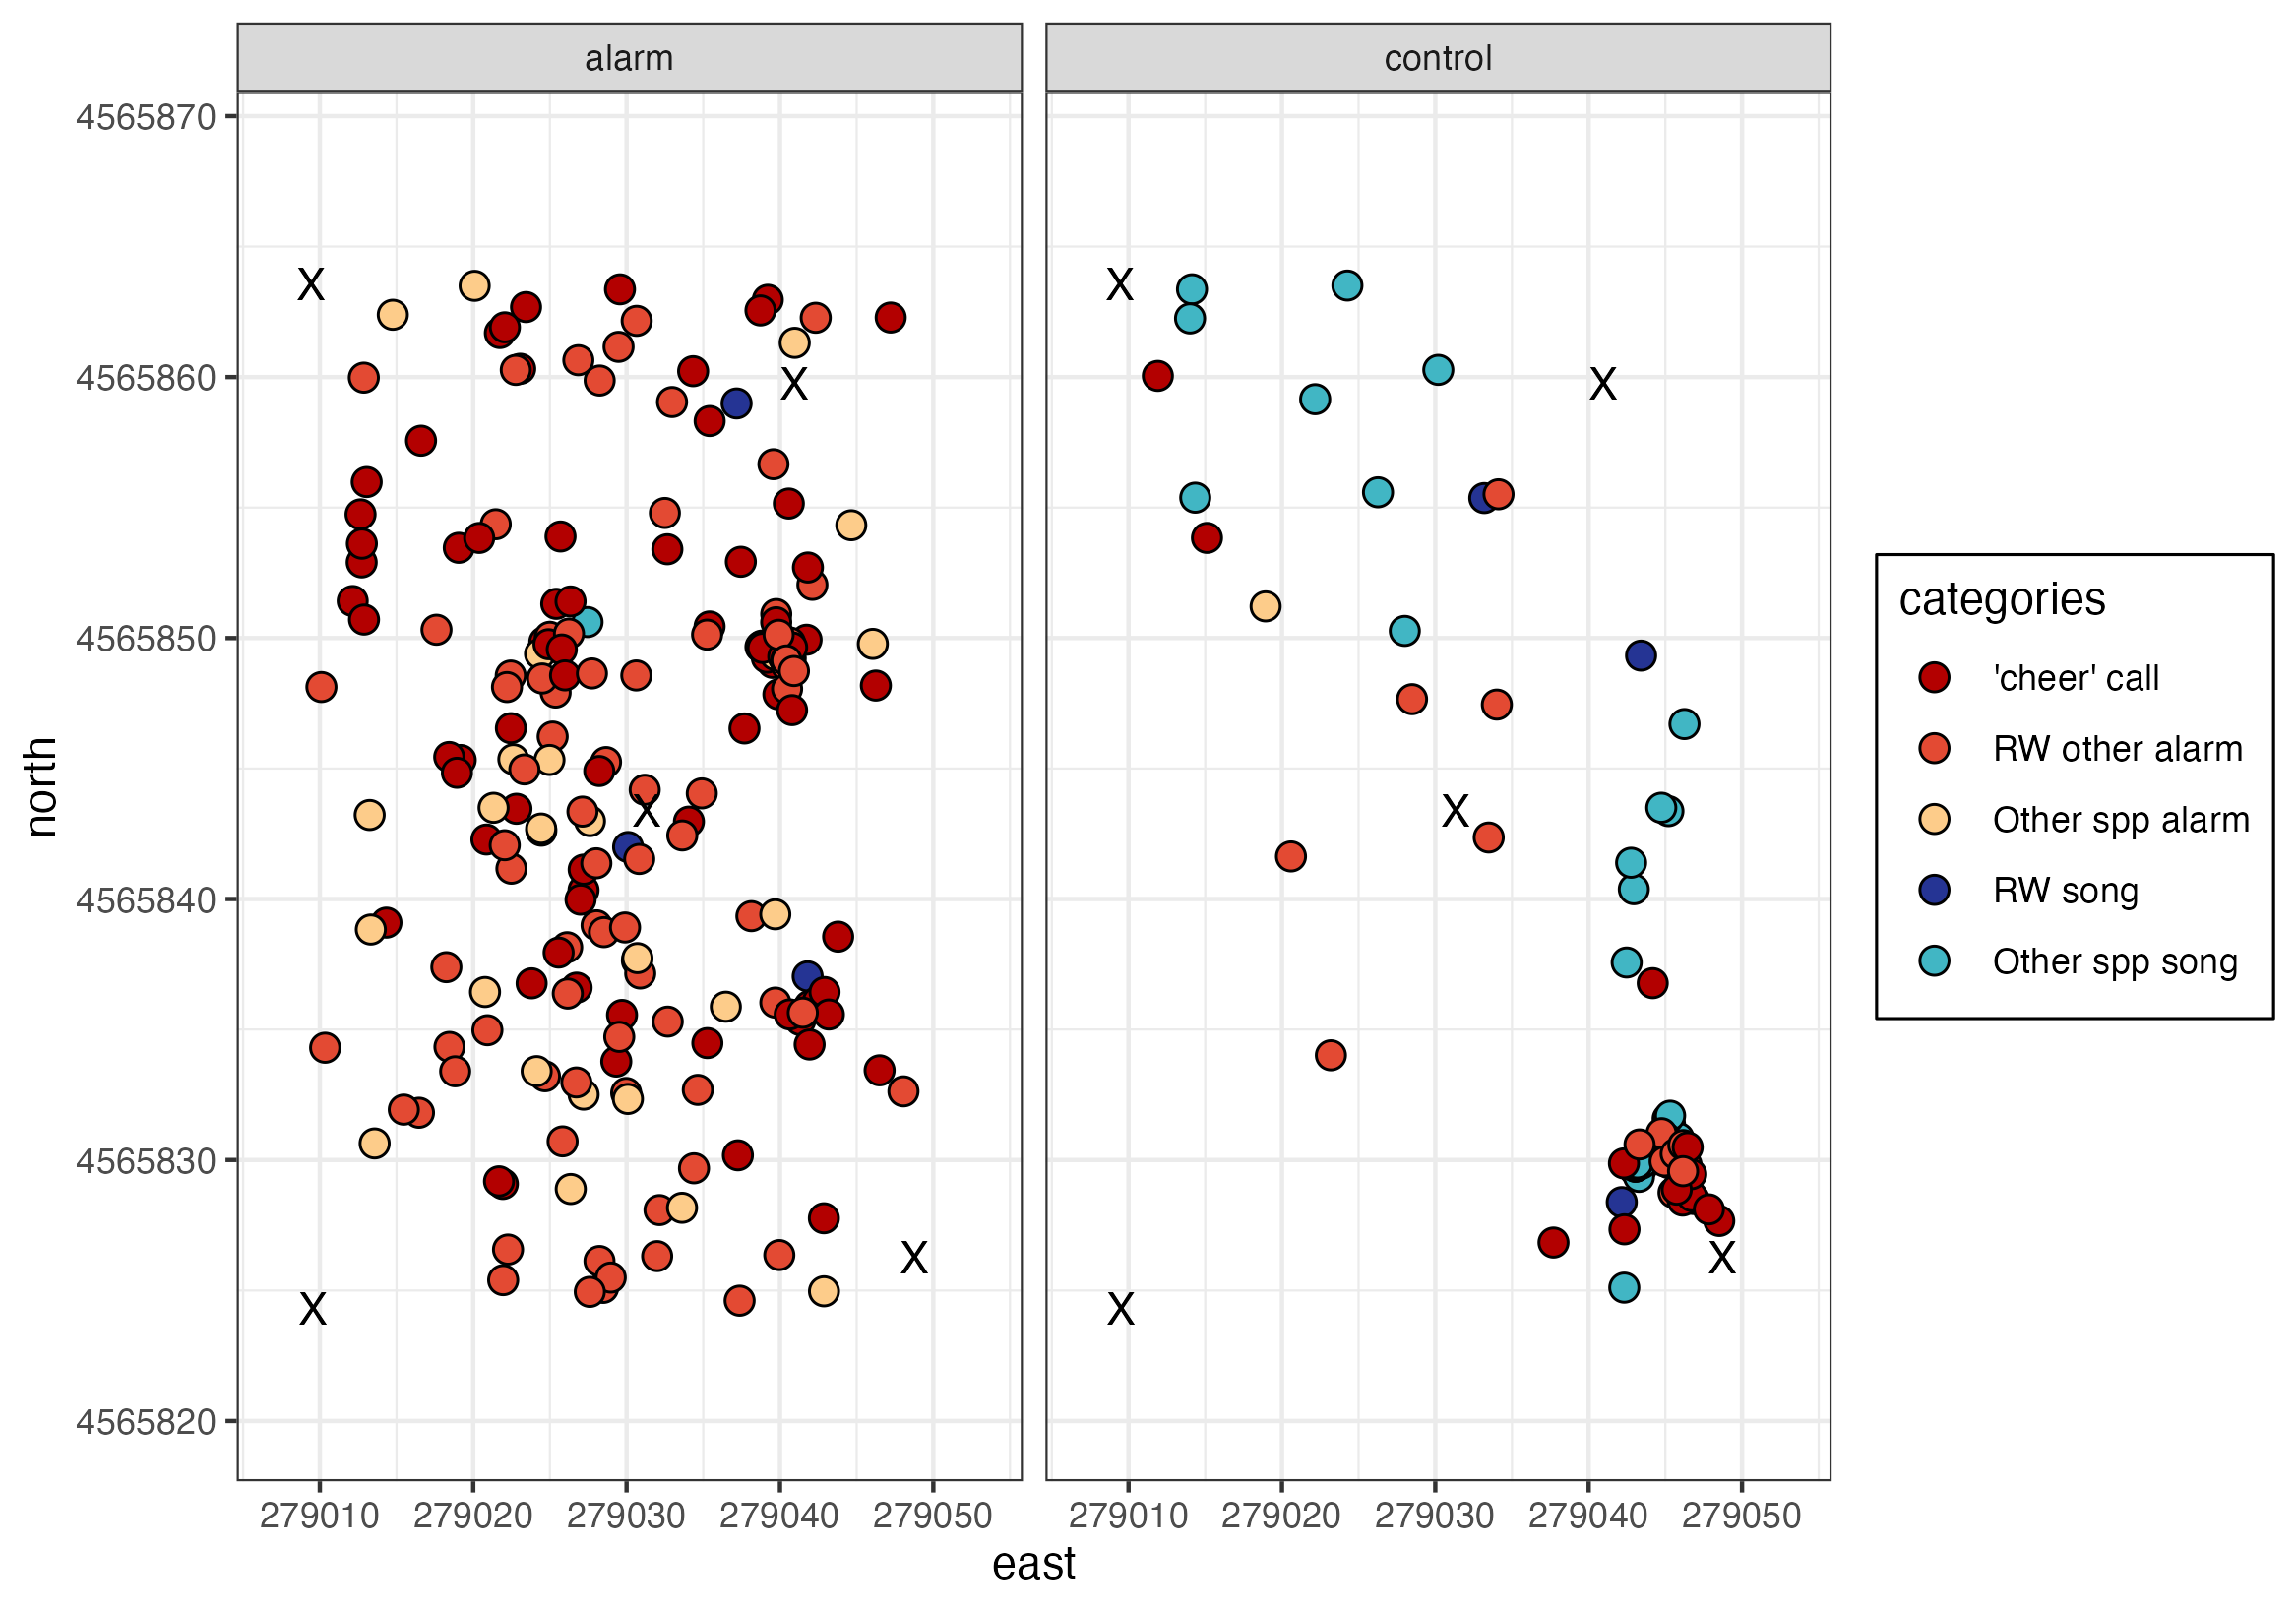 alarm
control
4565870
4565860
4565850
4565840
4565830
4565820
north
X
X
X
X
X
X
X
X
X
X
279010 279020 279030 279040 279050
279010 279020 279030 279040 279050
east
categories
'cheer' call
RW other alarm
Other spp alarm
RW song
Other spp song